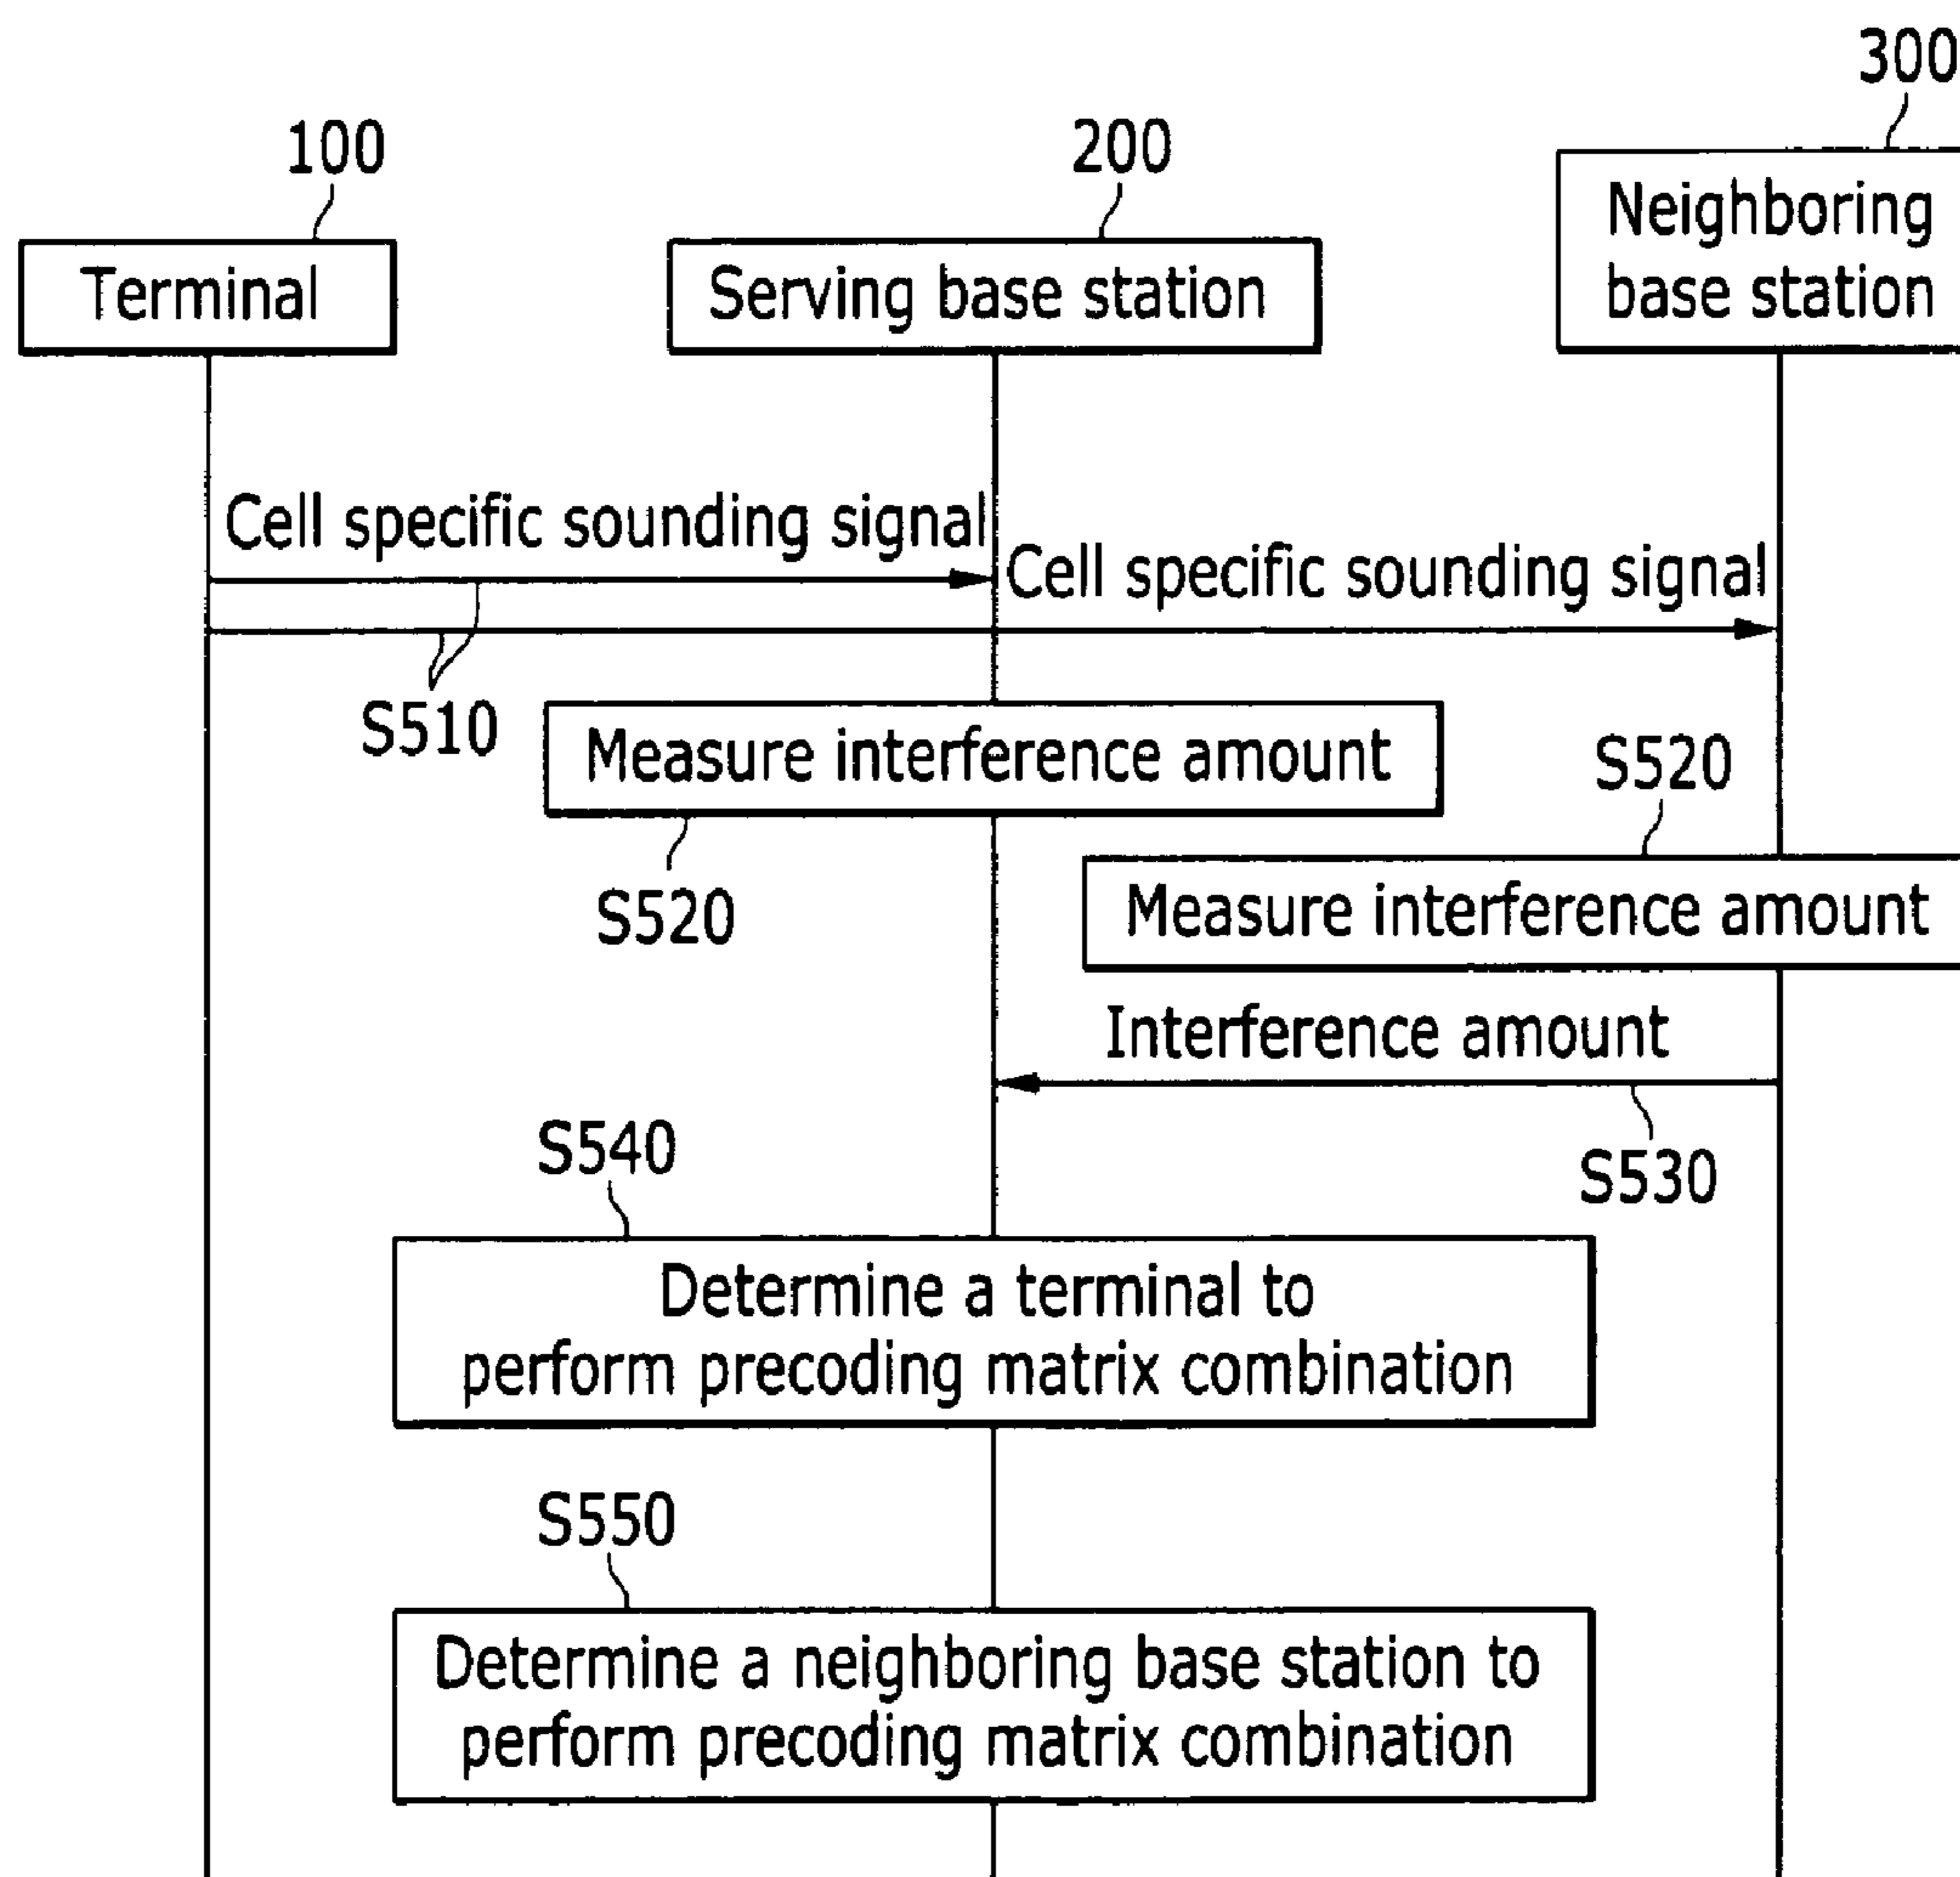 300
100
200
Neighboring
base station
Terminal
Serving base station
Cell specific sounding signal
Cell specific sounding signal
S510
Measure interference amount
S520
S520
Measure interference amount
Interference amount
S530
S540
Determine a terminal to
perform precoding matrix combination
S550
Determine a neighboring base station to
perform precoding matrix combination